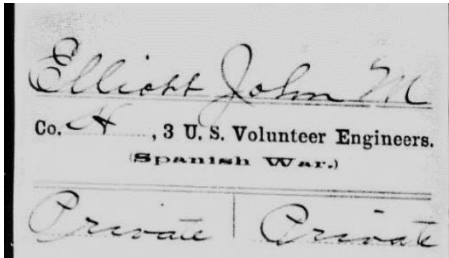 Elliott John M
Co. H, 3 U. S. Volunteer Engineers.
(Spanish War.)
Private | Private